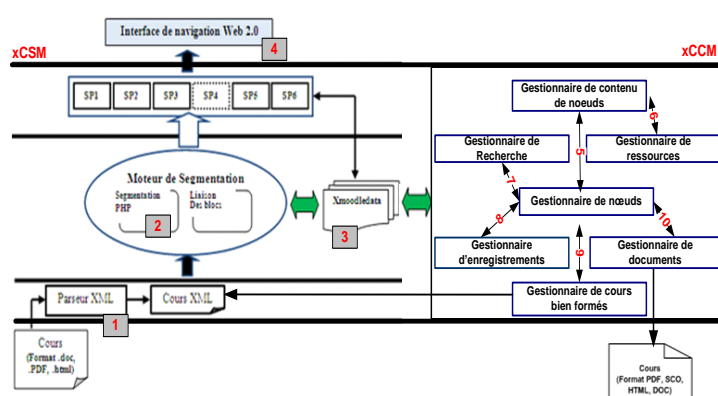 Interface de navigation Web 2.0
4
xCSM
xCCM
SP1 SP2 SP3 SP4 SP5 SP6
Moteur de Segmentation
Segmentation
PHP
2
Liaison
Des blocs
Xmoodledata
3
Parseur XML
Cours XML
1
Cours
(Format .doc,
.PDF, .html)
Gestionnaire de contenu
de noeuds
6
5
Gestionnaire de
Recherche
Gestionnaire de
ressources
7
Gestionnaire de nœuds
8
10
9
Gestionnaire
d'enregistrements
Gestionnaire de
documents
Gestionnaire de cours
bien formés
Cours
(Format PDF, SCO,
HTML, DOC)